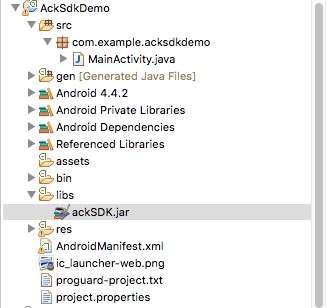 AckSdkDemo
src
com.example.acksdkdemo
MainActivity.java
gen [Generated Java Files]
Android 4.4.2
Android Private Libraries
Android Dependencies
Referenced Libraries
assets
bin
libs
ackSDK.jar
res
AndroidManifest.xml
ic_launcher-web.png
proguard-project.txt
project.properties